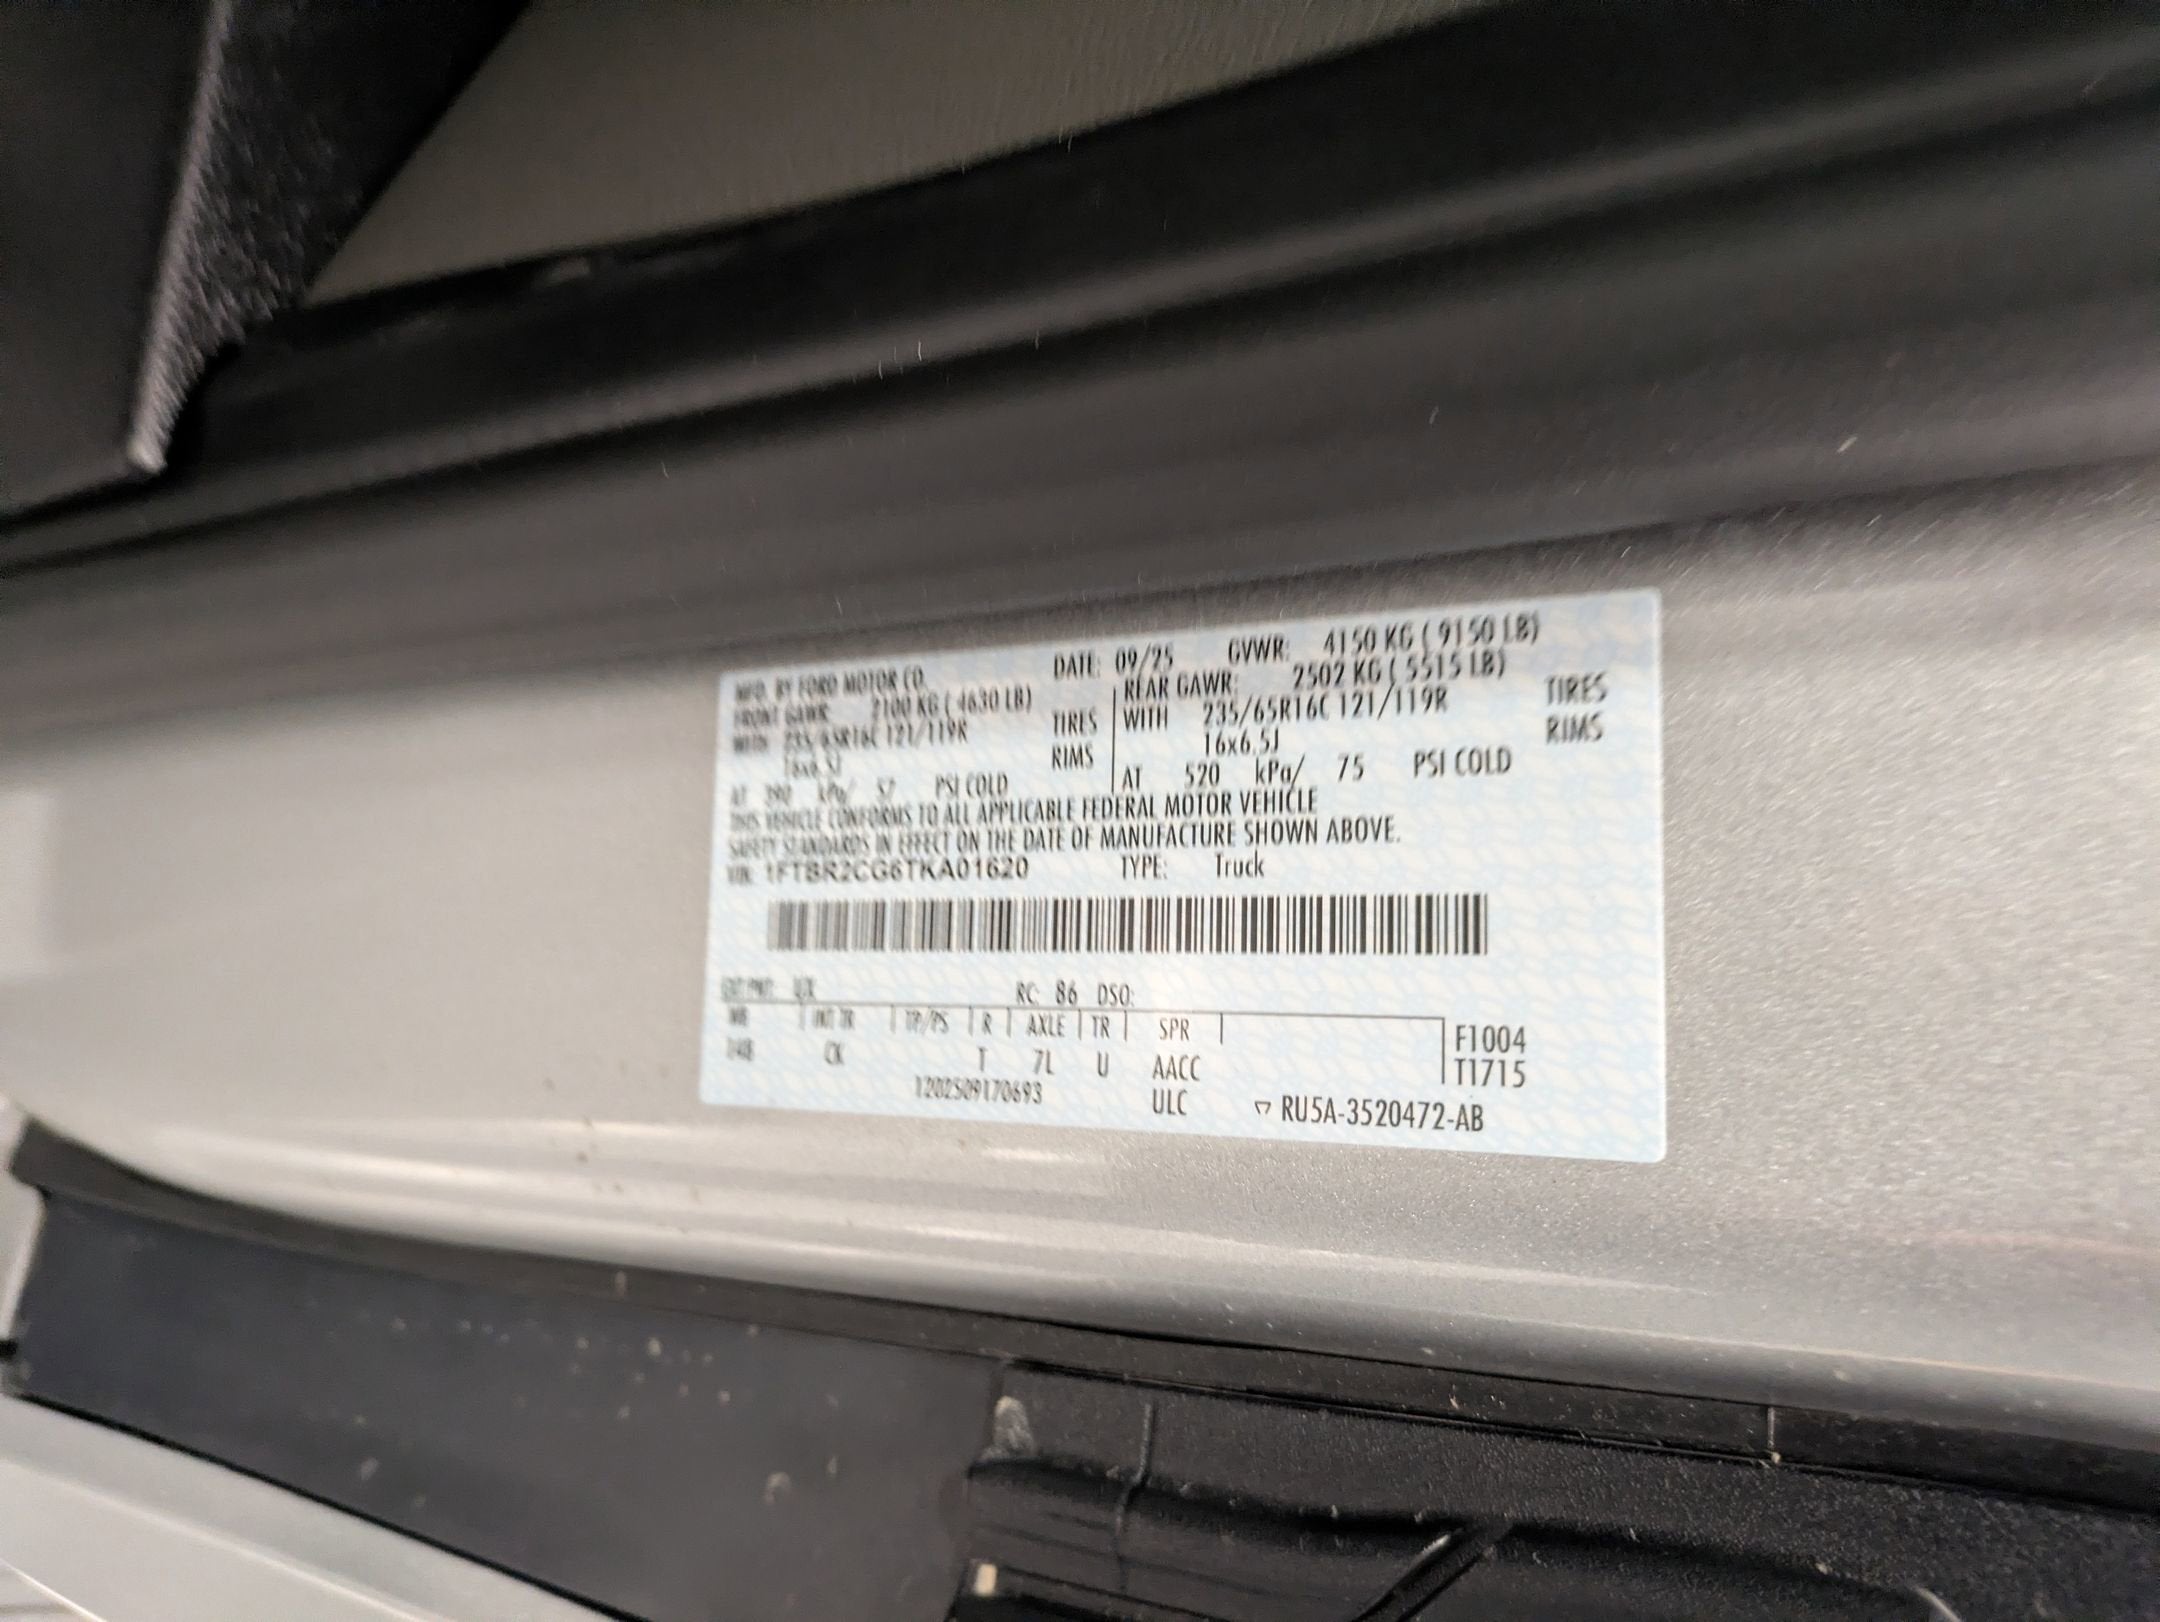 MFD. BY FORD MOTOR CO. DATE: 09/25 GVWR: 4150 KG ( 9150 LB)
FRONT GAWR: 2100 KG ( 4630 LB) REAR GAWR: 2502 KG ( 5515 LB)
WITH 235/65R16C 121/119R TIRES WITH 235/65R16C 121/119R TIRES
16x6.5J RIMS 16x6.5J RIMS
AT 390 kPa/ 57 PSI COLD AT 520 kPa/ 75 PSI COLD
THIS VEHICLE CONFORMS TO ALL APPLICABLE FEDERAL MOTOR VEHICLE
SAFETY STANDARDS IN EFFECT ON THE DATE OF MANUFACTURE SHOWN ABOVE.
VIN: 1FTBR2CG6TKA01620 TYPE: Truck
EXT PNT: RC: 86 DSO:
WB INT TR TP/PS R AXLE TR SPR F1004
148 CK T 7L U AACC T1715
1202509170693 ULC RU5A-3520472-AB